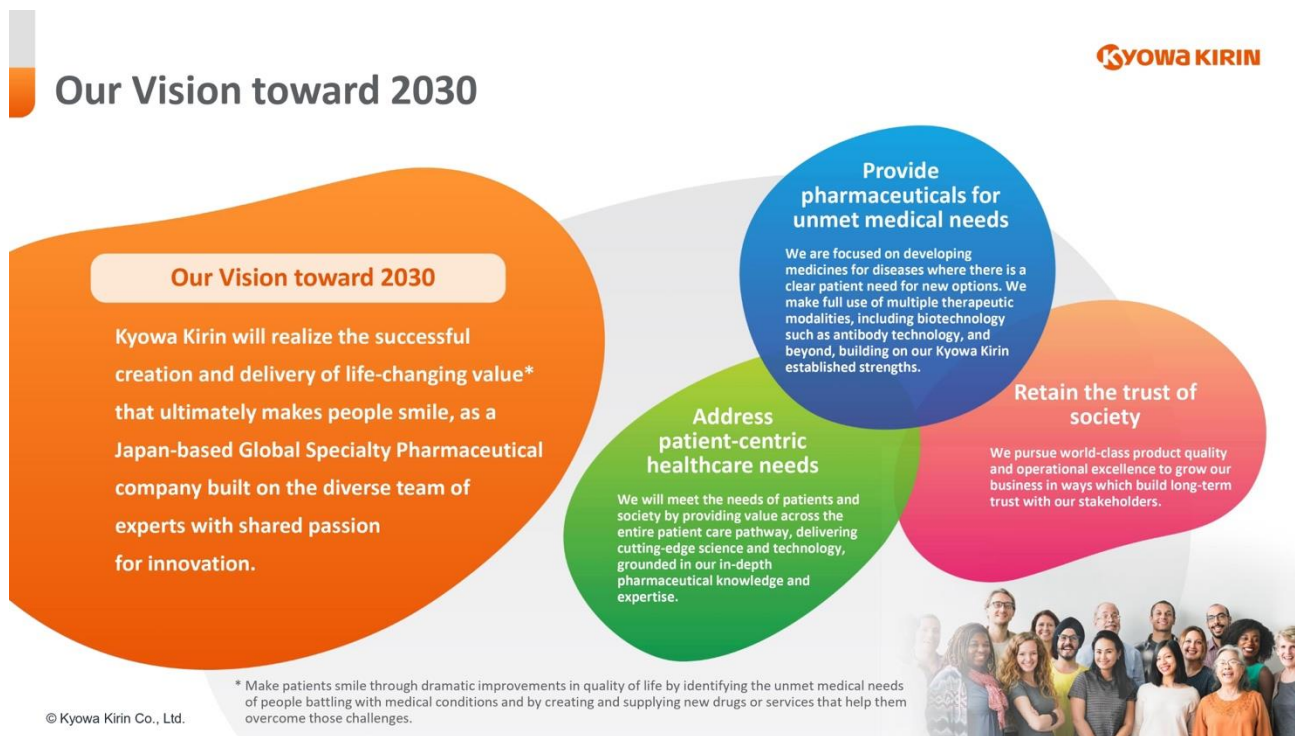 KYOWA KIRIN
Our Vision toward 2030
Our Vision toward 2030
Kyowa Kirin will realize the successful
creation and delivery of life-changing value*
that ultimately makes people smile, as a
Japan-based Global Specialty Pharmaceutical
company built on the diverse team of
experts with shared passion
for innovation.
Provide
pharmaceuticals for
unmet medical needs
We are focused on developing
medicines for diseases where there is a
clear patient need for new options. We
make full use of multiple therapeutic
modalities, including biotechnology
such as antibody technology, and
beyond, building on our Kyowa Kirin
established strengths.
Address
patient-centric
healthcare needs
We will meet the needs of patients and
society by providing value across the
entire patient care pathway, delivering
cutting-edge science and technology,
grounded in our in-depth
pharmaceutical knowledge and
expertise.
Retain the trust of
society
We pursue world-class product quality
and operational excellence to grow our
business in ways which build long-term
trust with our stakeholders.
* Make patients smile through dramatic improvements in quality of life by identifying the unmet medical needs
of people battling with medical conditions and by creating and supplying new drugs or services that help them
overcome those challenges.
© Kyowa Kirin Co., Ltd.